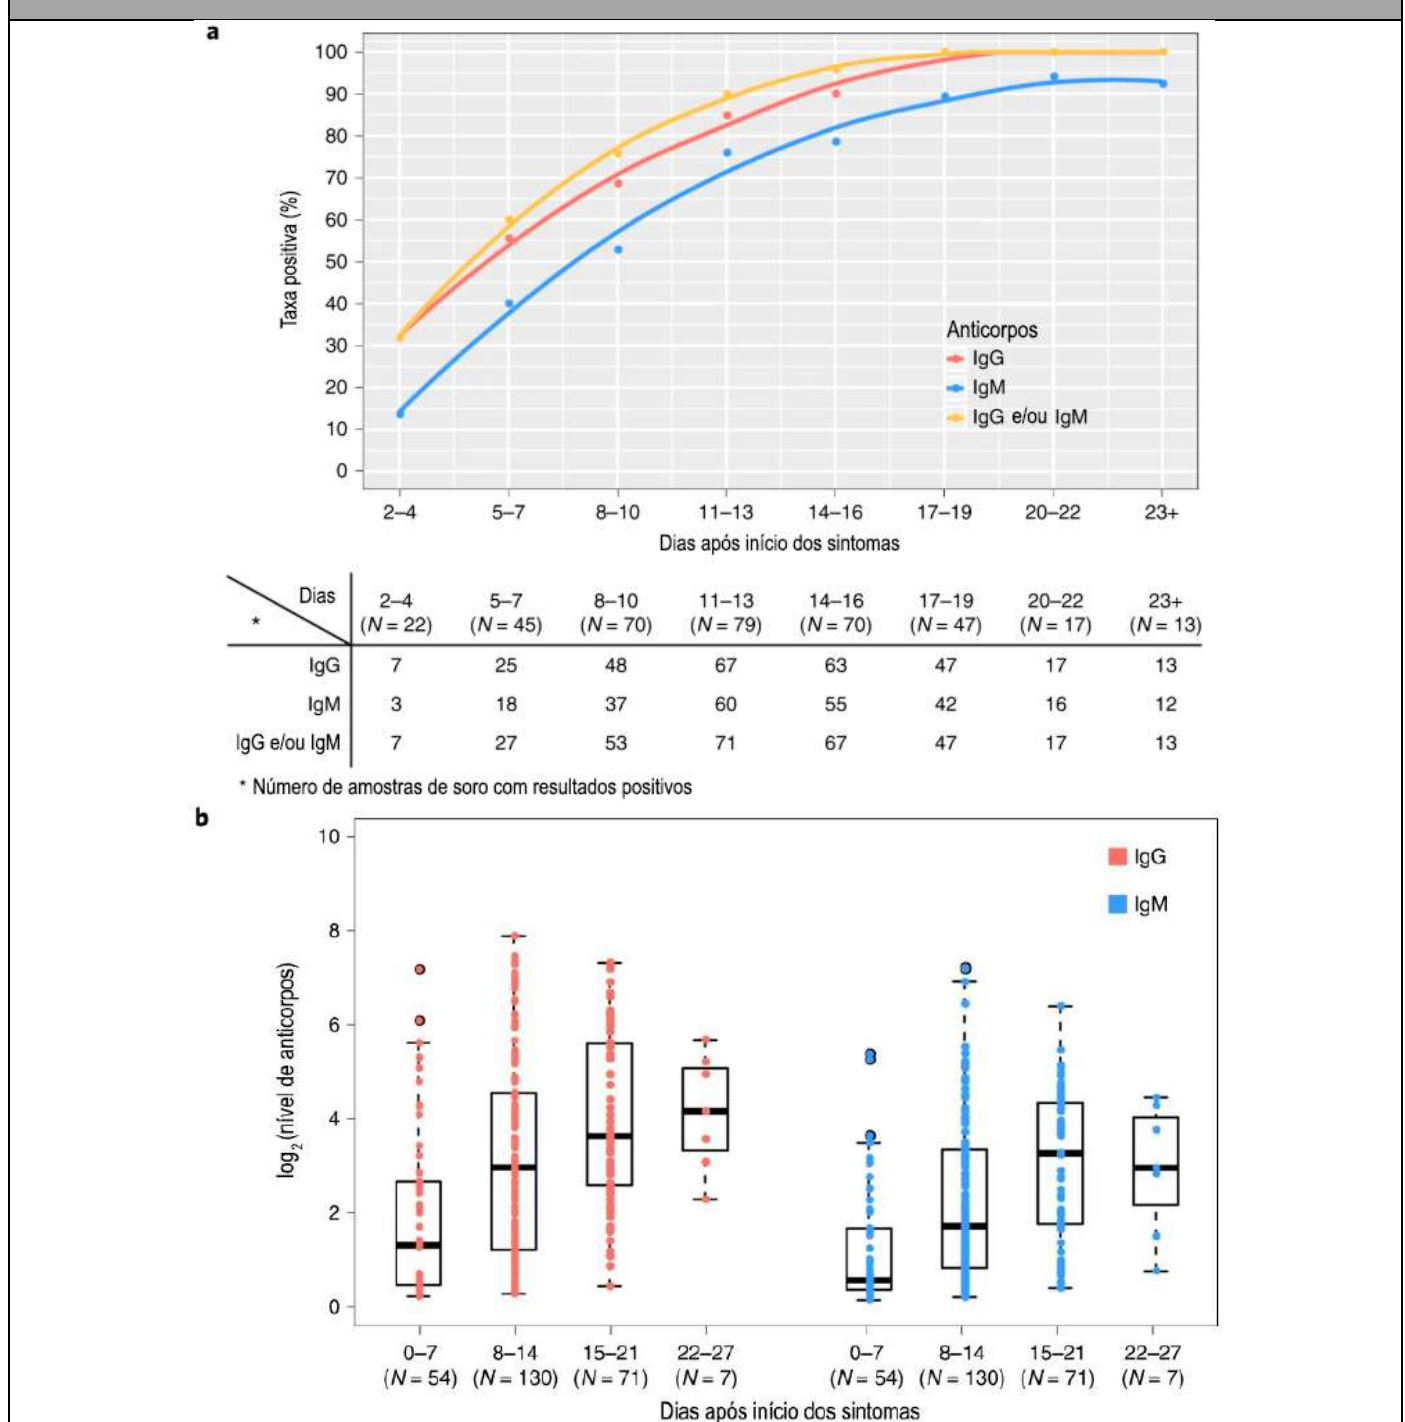 a
100
90
80
70
60
50
40
30
20
10
0
Taxa positiva (%)
Anticorpos
IgG
IgM
IgG e/ou IgM
2–4 5–7 8–10 11–13 14–16 17–19 20–22 23+
Dias após início dos sintomas
Dias 2–4 5–7 8–10 11–13 14–16 17–19 20–22 23+
* (N = 22) (N = 45) (N = 70) (N = 79) (N = 70) (N = 47) (N = 17) (N = 13)
IgG 7 25 48 67 63 47 17 13
IgM 3 18 37 60 55 42 16 12
IgG e/ou IgM 7 27 53 71 67 47 17 13
* Número de amostras de soro com resultados positivos
b
10
8
6
4
2
0
log2 (nível de anticorpos)
IgG
IgM
0–7 8–14 15–21 22–27 0–7 8–14 15–21 22–27
(N = 54) (N = 130) (N = 71) (N = 7) (N = 54) (N = 130) (N = 71) (N = 7)
Dias após início dos sintomas